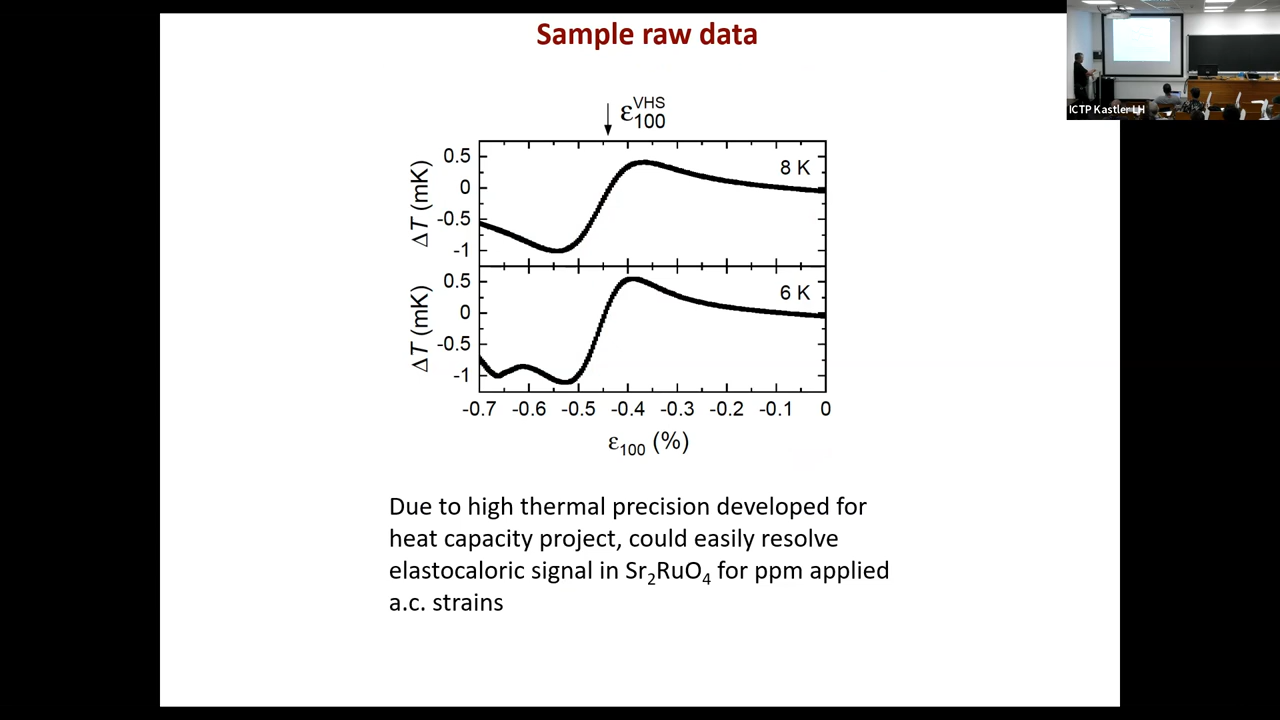 Sample raw data
ICTP Kastler LH
ε₁₀₀^VHS
0.5
0
-0.5
-1
ΔT (mK)
8 K
0.5
0
-0.5
-1
ΔT (mK)
6 K
-0.7 -0.6 -0.5 -0.4 -0.3 -0.2 -0.1 0
ε₁₀₀ (%)
Due to high thermal precision developed for
heat capacity project, could easily resolve
elastocaloric signal in Sr₂RuO₄ for ppm applied
a.c. strains